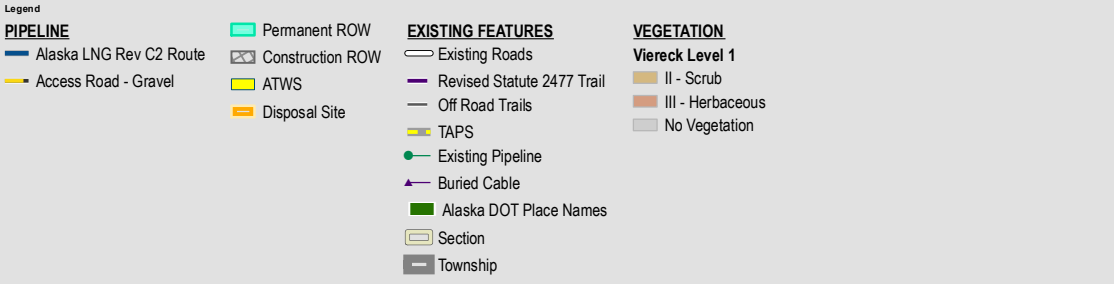 Legend
PIPELINE
Alaska LNG Rev C2 Route
Access Road - Gravel
Permanent ROW
Construction ROW
ATWS
Disposal Site
EXISTING FEATURES
Existing Roads
Revised Statute 2477 Trail
Off Road Trails
TAPS
Existing Pipeline
Buried Cable
Alaska DOT Place Names
Section
Township
VEGETATION
Viereck Level 1
II - Scrub
III - Herbaceous
No Vegetation